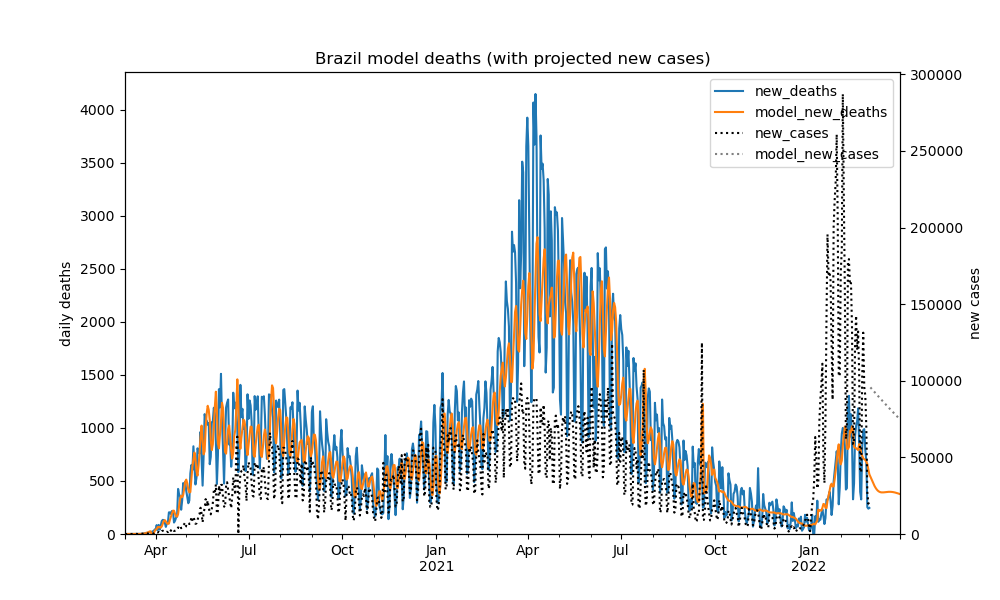 Brazil model deaths (with projected new cases)
new_deaths
model_new_deaths
new_cases
model_new_cases
daily deaths
4000
3500
3000
2500
2000
1500
1000
500
0
300000
250000
200000
150000
100000
50000
0
new cases
Apr Jul Oct Jan Apr Jul Oct Jan
2021 2022